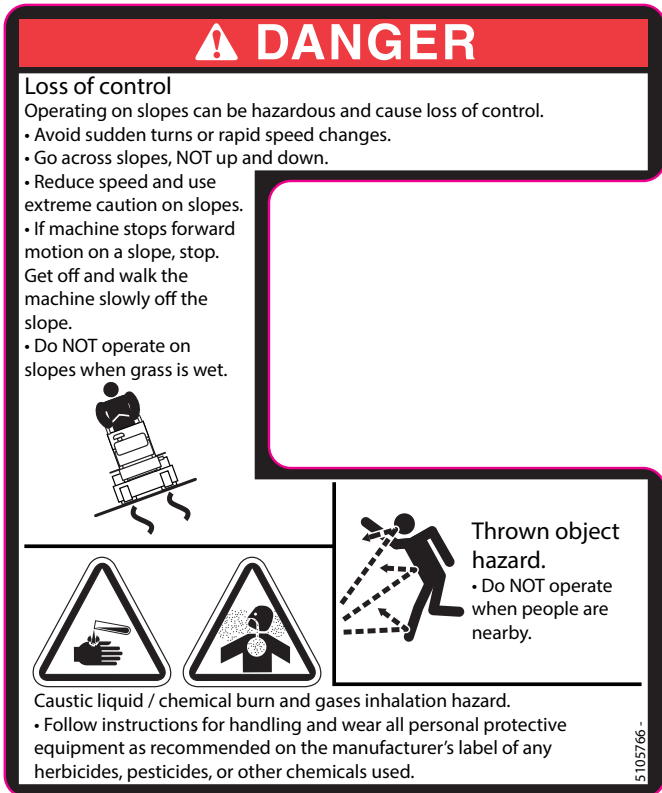 DANGER
Loss of control
Operating on slopes can be hazardous and cause loss of control.
• Avoid sudden turns or rapid speed changes.
• Go across slopes, NOT up and down.
• Reduce speed and use
extreme caution on slopes.
• If machine stops forward
motion on a slope, stop.
Get off and walk the
machine slowly off the
slope.
• Do NOT operate on
slopes when grass is wet.
Thrown object
hazard.
• Do NOT operate
when people are
nearby.
Caustic liquid / chemical burn and gases inhalation hazard.
• Follow instructions for handling and wear all personal protective
equipment as recommended on the manufacturer’s label of any
herbicides, pesticides, or other chemicals used.
5105766 -